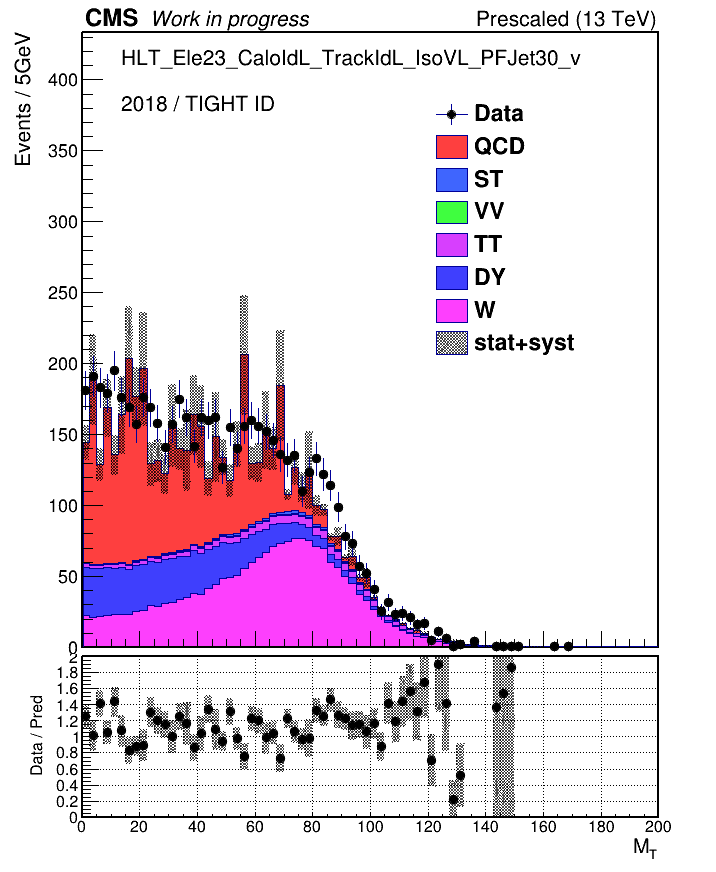 CMS Work in progress Prescaled (13 TeV)
Events / 5GeV
HLT_Ele23_CaloIdL_TrackIdL_IsoVL_PFJet30_v
2018 / TIGHT ID
Data
QCD
ST
VV
TT
DY
W
stat+syst
400
350
300
250
200
150
100
50
0
Data / Pred
2
1.8
1.6
1.4
1.2
1
0.8
0.6
0.4
0.2
0
0 20 40 60 80 100 120 140 160 180 200
M_T